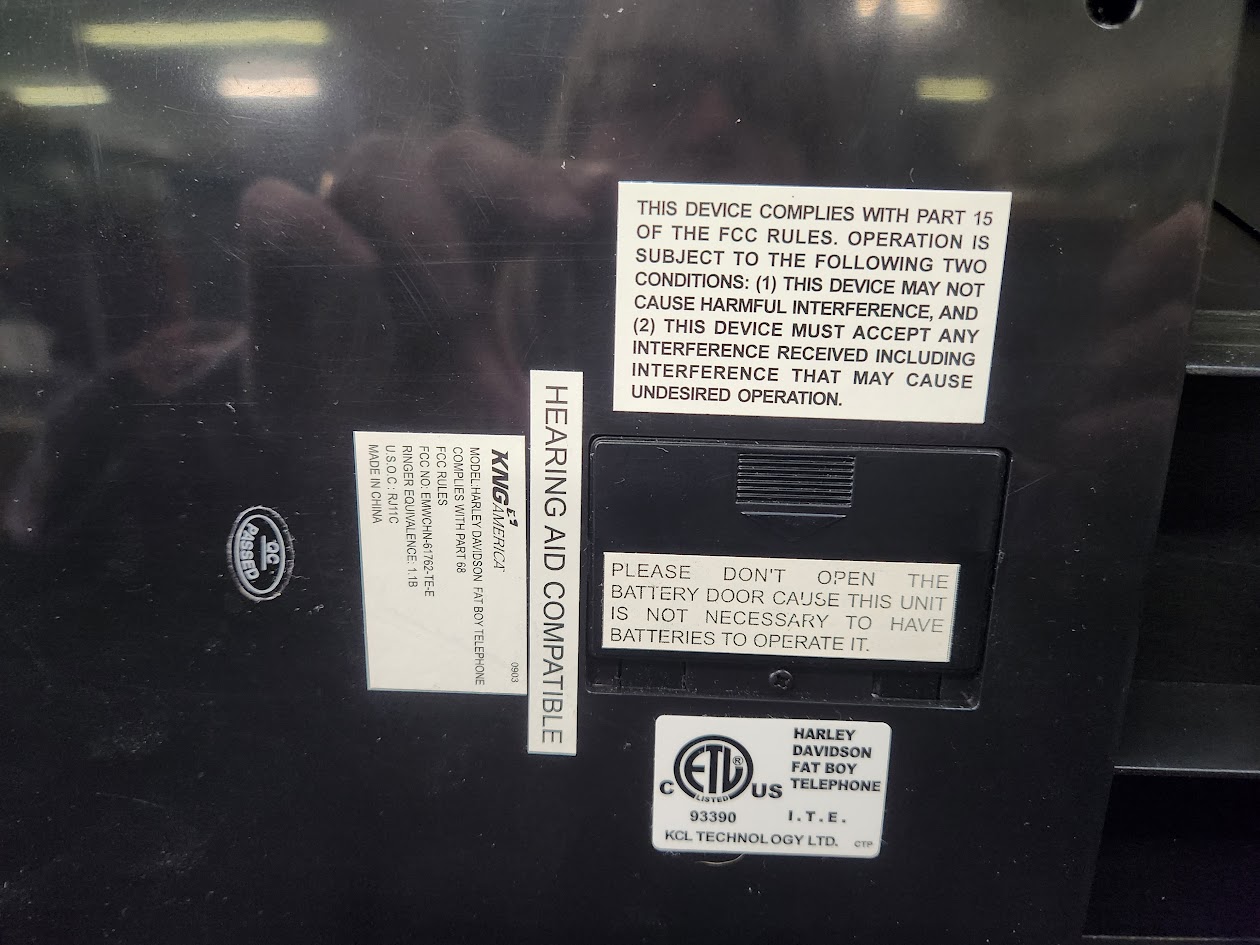 THIS DEVICE COMPLIES WITH PART 15
OF THE FCC RULES. OPERATION IS
SUBJECT TO THE FOLLOWING TWO
CONDITIONS: (1) THIS DEVICE MAY NOT
CAUSE HARMFUL INTERFERENCE, AND
(2) THIS DEVICE MUST ACCEPT ANY
INTERFERENCE RECEIVED INCLUDING
INTERFERENCE THAT MAY CAUSE
UNDESIRED OPERATION.
HEARING AID COMPATIBLE
KNG AMERICA
MODEL:HARLEY DAVIDSON FAT BOY TELEPHONE
COMPLIES WITH PART 68
FCC RULES
FCC NO: EMWCHN-61762-TE-E
RINGER EQUIVALENCE: 1.1B
U.S.O.C.: RJ11C
MADE IN CHINA
0903
QC
PASSED
PLEASE DON'T OPEN THE
BATTERY DOOR CAUSE THIS UNIT
IS NOT NECESSARY TO HAVE
BATTERIES TO OPERATE IT.
C ETL® US
LISTED
93390
HARLEY
DAVIDSON
FAT BOY
TELEPHONE
I.T.E.
KCL TECHNOLOGY LTD.
CTP